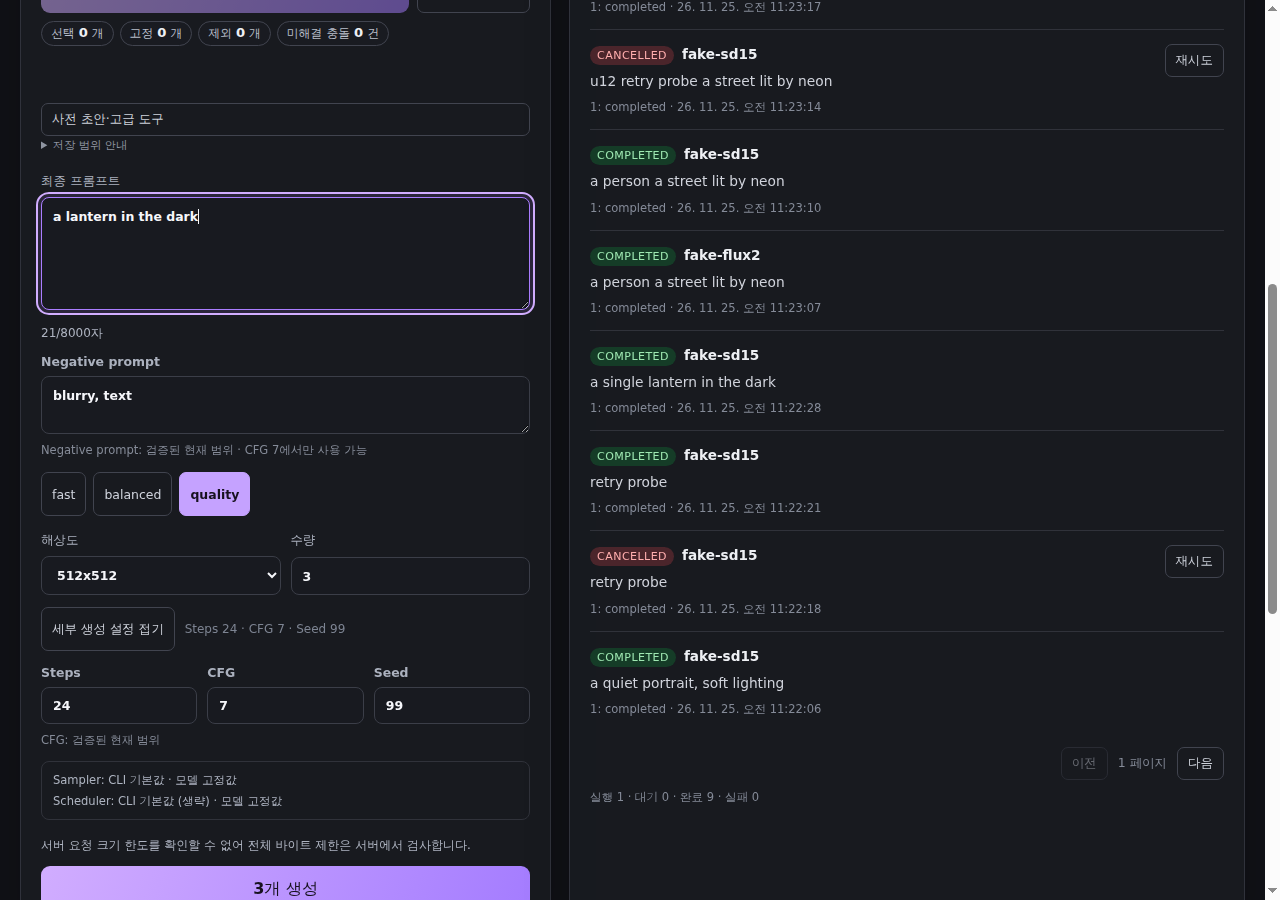 선택 0 개
고정 0 개
제외 0 개
미해결 충돌 0 건
사전 초안·고급 도구
▶ 저장 범위 안내
최종 프롬프트
a lantern in the dark
21/8000자
Negative prompt
blurry, text
Negative prompt: 검증된 현재 범위 · CFG 7에서만 사용 가능
fast
balanced
quality
해상도
수량
512x512
3
세부 생성 설정 접기
Steps 24 · CFG 7 · Seed 99
Steps
CFG
Seed
24
7
99
CFG: 검증된 현재 범위
Sampler: CLI 기본값 · 모델 고정값
Scheduler: CLI 기본값 (생략) · 모델 고정값
서버 요청 크기 한도를 확인할 수 없어 전체 바이트 제한은 서버에서 검사합니다.
3개 생성
1: completed · 26. 11. 25. 오전 11:23:17
CANCELLED fake-sd15
재시도
u12 retry probe a street lit by neon
1: completed · 26. 11. 25. 오전 11:23:14
COMPLETED fake-sd15
a person a street lit by neon
1: completed · 26. 11. 25. 오전 11:23:10
COMPLETED fake-flux2
a person a street lit by neon
1: completed · 26. 11. 25. 오전 11:23:07
COMPLETED fake-sd15
a single lantern in the dark
1: completed · 26. 11. 25. 오전 11:22:28
COMPLETED fake-sd15
retry probe
1: completed · 26. 11. 25. 오전 11:22:21
CANCELLED fake-sd15
재시도
retry probe
1: completed · 26. 11. 25. 오전 11:22:18
COMPLETED fake-sd15
a quiet portrait, soft lighting
1: completed · 26. 11. 25. 오전 11:22:06
이전
1 페이지
다음
실행 1 · 대기 0 · 완료 9 · 실패 0